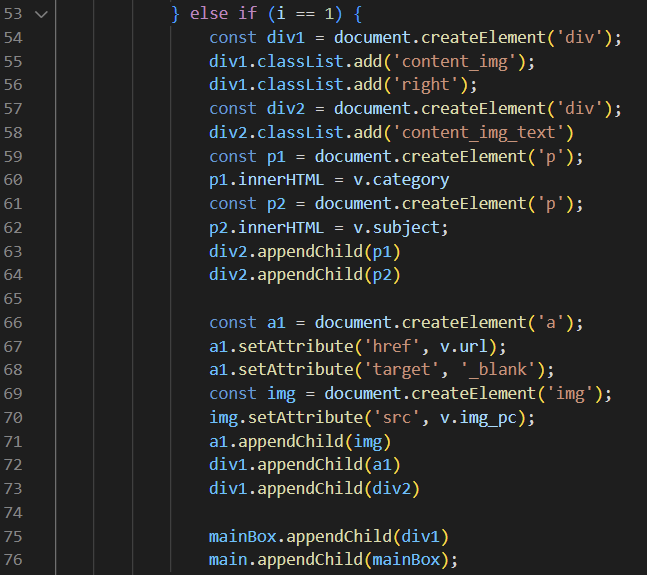 53 } else if (i == 1) {
54 const div1 = document.createElement('div');
55 div1.classList.add('content_img');
56 div1.classList.add('right');
57 const div2 = document.createElement('div');
58 div2.classList.add('content_img_text')
59 const p1 = document.createElement('p');
60 p1.innerHTML = v.category
61 const p2 = document.createElement('p');
62 p2.innerHTML = v.subject;
63 div2.appendChild(p1)
64 div2.appendChild(p2)
65
66 const a1 = document.createElement('a');
67 a1.setAttribute('href', v.url);
68 a1.setAttribute('target', '_blank');
69 const img = document.createElement('img');
70 img.setAttribute('src', v.img_pc);
71 a1.appendChild(img)
72 div1.appendChild(a1)
73 div1.appendChild(div2)
74
75 mainBox.appendChild(div1)
76 main.appendChild(mainBox);